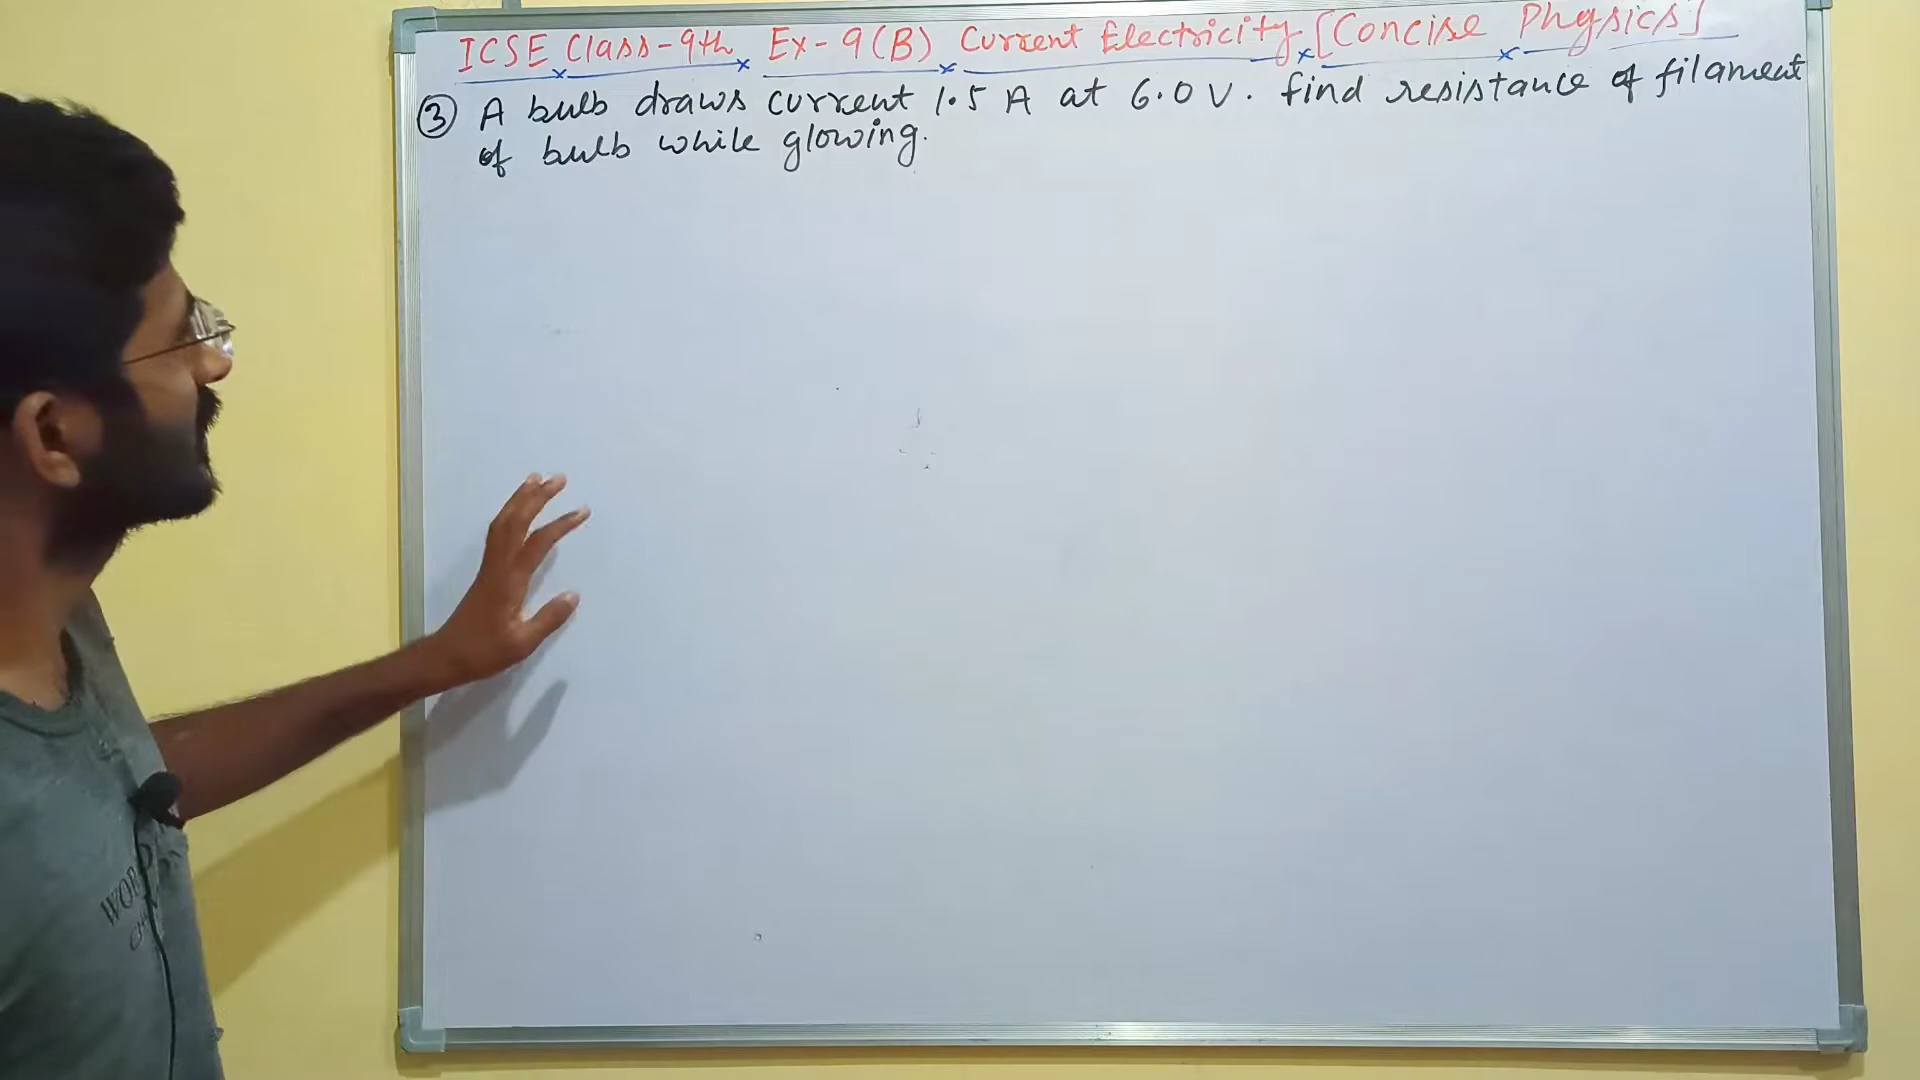 ICSE Class-9th Ex-9(B) Current Electricity [Concise Physics]
③ A bulb draws current 1.5 A at 6.0 V. find resistance of filament
of bulb while glowing.